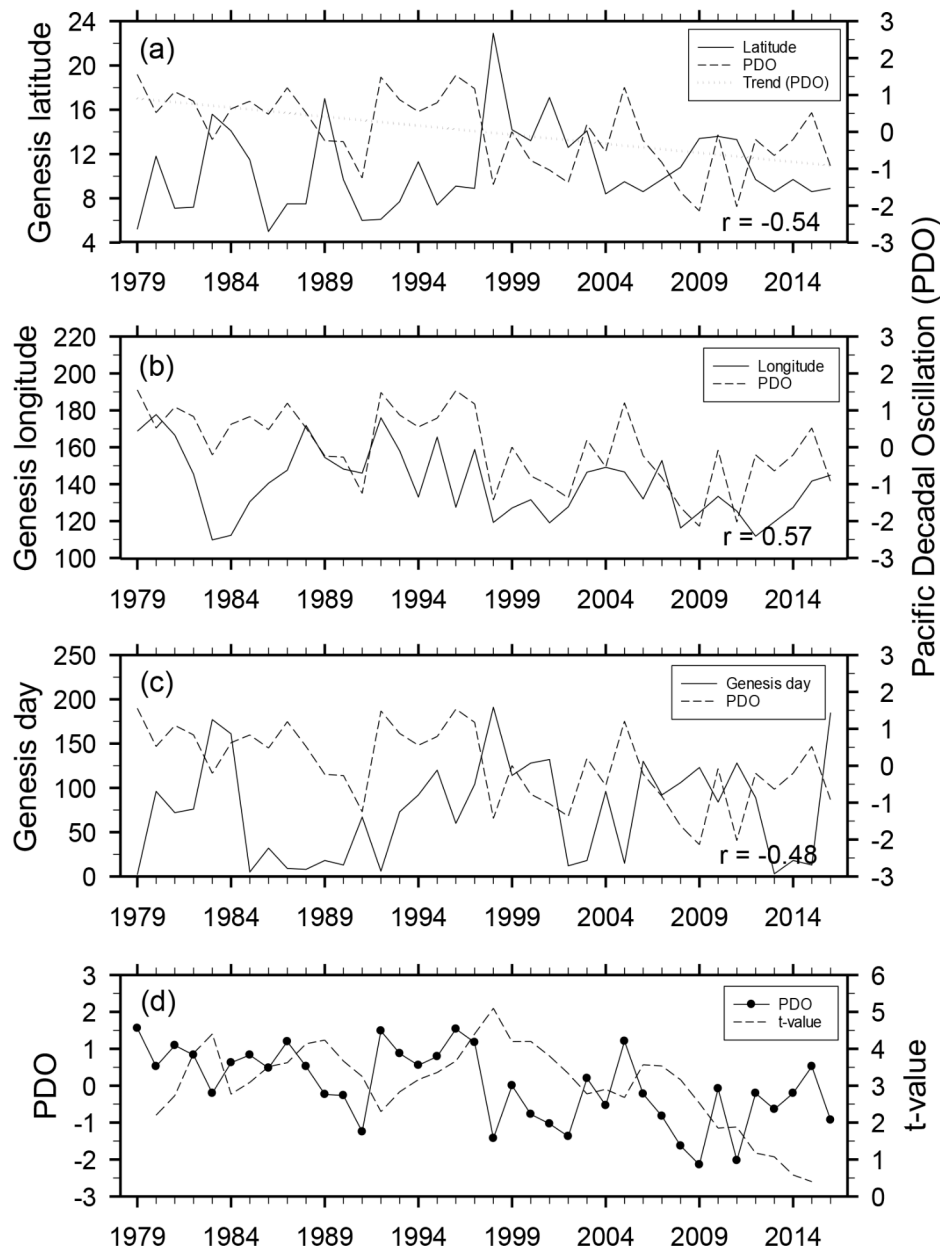 (a)
Genesis latitude
24
20
16
12
8
4
3
2
1
0
-1
-2
-3
Latitude
PDO
Trend (PDO)
r = -0.54
1979 1984 1989 1994 1999 2004 2009 2014
Pacific Decadal Oscillation (PDO)
(b)
Genesis longitude
220
200
180
160
140
120
100
3
2
1
0
-1
-2
-3
Longitude
PDO
r = 0.57
1979 1984 1989 1994 1999 2004 2009 2014
(c)
Genesis day
250
200
150
100
50
0
3
2
1
0
-1
-2
-3
Genesis day
PDO
r = -0.48
1979 1984 1989 1994 1999 2004 2009 2014
(d)
PDO
3
2
1
0
-1
-2
-3
6
5
4
3
2
1
0
t-value
PDO
t-value
1979 1984 1989 1994 1999 2004 2009 2014